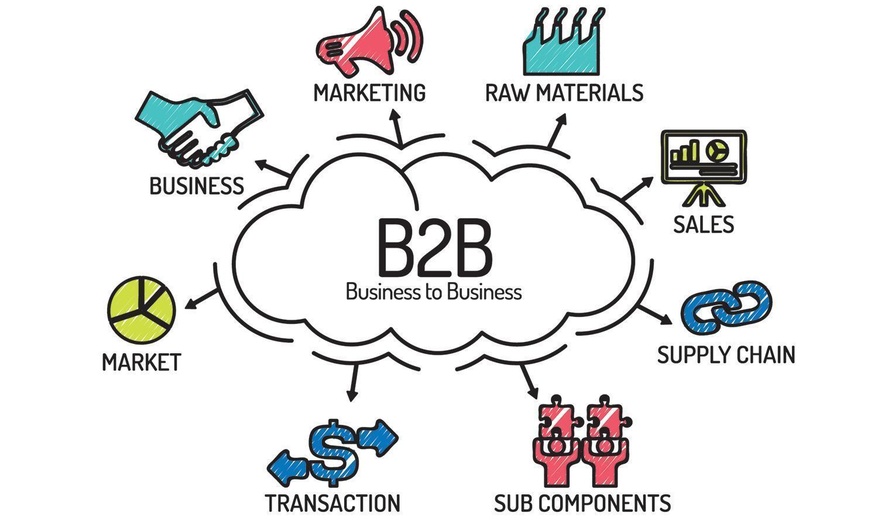 MARKETING
RAW MATERIALS
BUSINESS
SALES
B2B
Business to Business
MARKET
SUPPLY CHAIN
$
TRANSACTION
SUB COMPONENTS